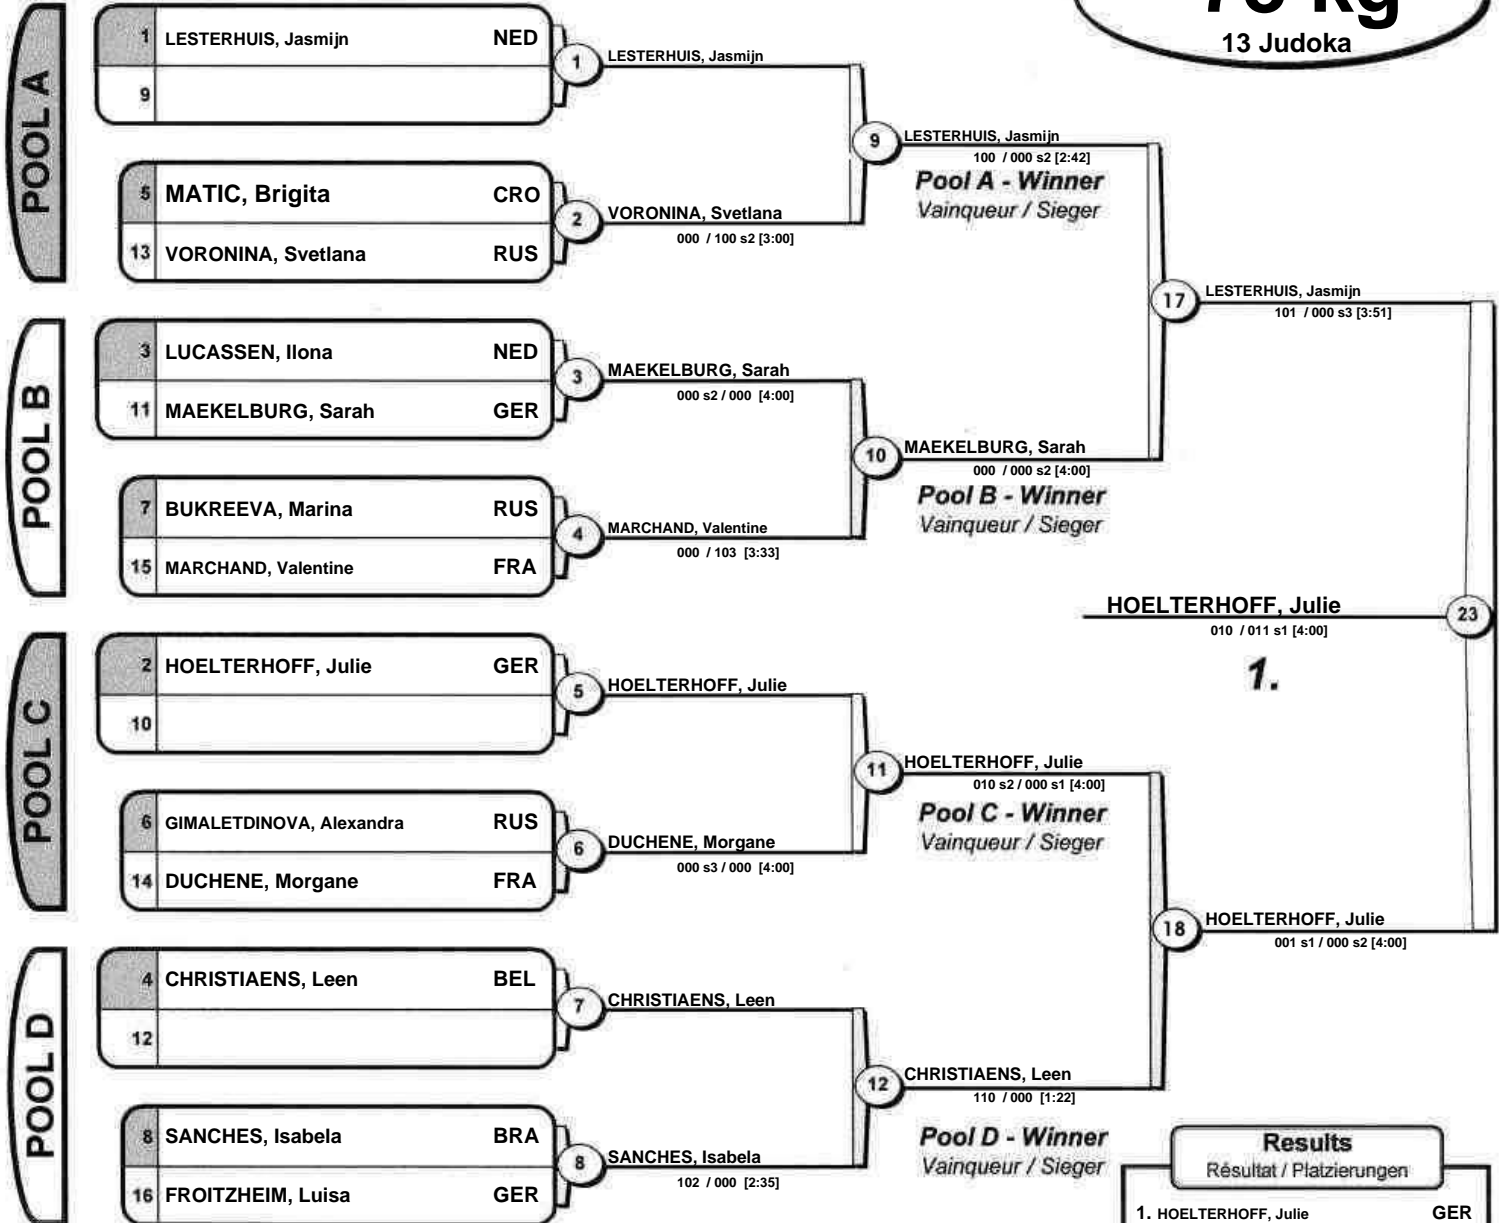 13 Judoka
POOL A
1 LESTERHUIS, Jasmijn NED
9
1
LESTERHUIS, Jasmijn
5 MATIC, Brigita CRO
13 VORONINA, Svetlana RUS
2
VORONINA, Svetlana
000 / 100 s2 [3:00]
9
LESTERHUIS, Jasmijn
100 / 000 s2 [2:42]
Pool A - Winner
Vainqueur / Sieger
POOL B
3 LUCASSEN, Ilona NED
11 MAEKELBURG, Sarah GER
3
MAEKELBURG, Sarah
000 s2 / 000 [4:00]
7 BUKREEVA, Marina RUS
15 MARCHAND, Valentine FRA
4
MARCHAND, Valentine
000 / 103 [3:33]
10
MAEKELBURG, Sarah
000 / 000 s2 [4:00]
Pool B - Winner
Vainqueur / Sieger
17
LESTERHUIS, Jasmijn
101 / 000 s3 [3:51]
HOELTERHOFF, Julie
23
010 / 011 s1 [4:00]
1.
POOL C
2 HOELTERHOFF, Julie GER
10
5
HOELTERHOFF, Julie
6 GIMALETDINOVA, Alexandra RUS
14 DUCHENE, Morgane FRA
6
DUCHENE, Morgane
000 s3 / 000 [4:00]
11
HOELTERHOFF, Julie
010 s2 / 000 s1 [4:00]
Pool C - Winner
Vainqueur / Sieger
18
HOELTERHOFF, Julie
001 s1 / 000 s2 [4:00]
POOL D
4 CHRISTIAENS, Leen BEL
12
7
CHRISTIAENS, Leen
8 SANCHES, Isabela BRA
16 FROITZHEIM, Luisa GER
8
SANCHES, Isabela
102 / 000 [2:35]
12
CHRISTIAENS, Leen
110 / 000 [1:22]
Pool D - Winner
Vainqueur / Sieger
Results
Résultat / Platzierungen
1. HOELTERHOFF, Julie GER